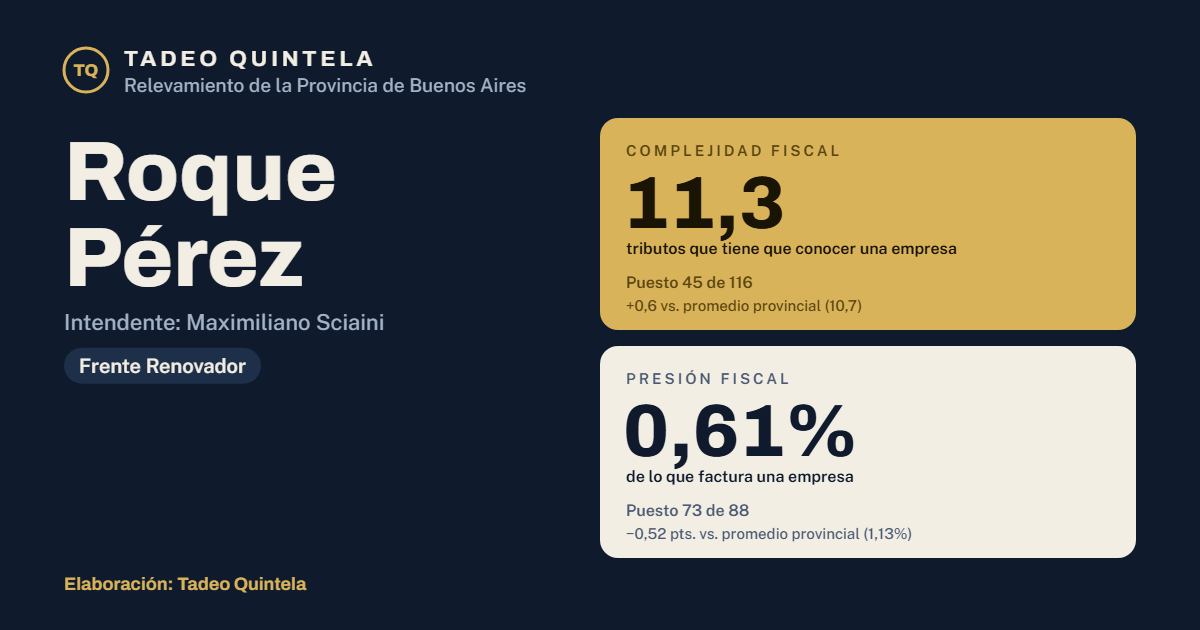 TQ
TADEO QUINTELA
Relevamiento de la Provincia de Buenos Aires
Roque
Pérez
Intendente: Maximiliano Sciaini
Frente Renovador
COMPLEJIDAD FISCAL
11,3
tributos que tiene que conocer una empresa
Puesto 45 de 116
+0,6 vs. promedio provincial (10,7)
PRESIÓN FISCAL
0,61%
de lo que factura una empresa
Puesto 73 de 88
−0,52 pts. vs. promedio provincial (1,13%)
Elaboración: Tadeo Quintela